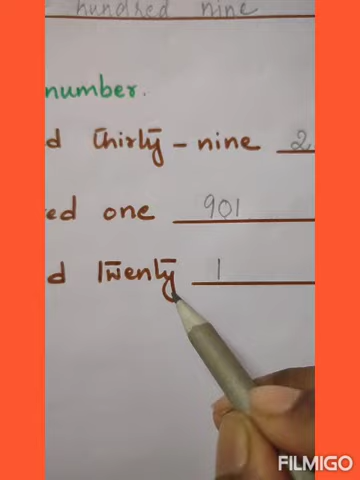 hundred nine
number.
d thirty-nine 2
ed one 901
d twenty 1
FILMIGO